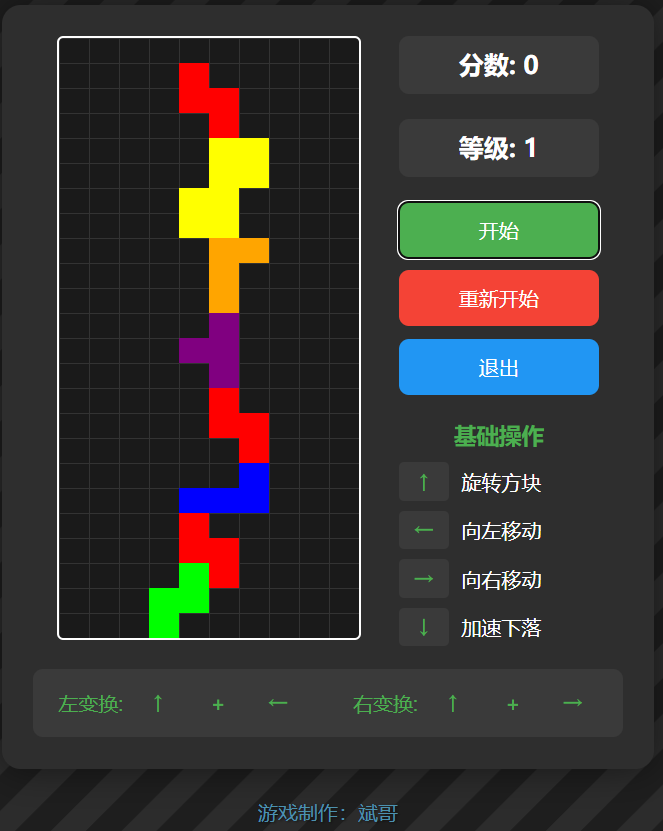 分数: 0
等级: 1
开始
重新开始
退出
基础操作
↑ 旋转方块
← 向左移动
→ 向右移动
↓ 加速下落
左变换: ↑ + ← 右变换: ↑ + →
游戏制作：斌哥